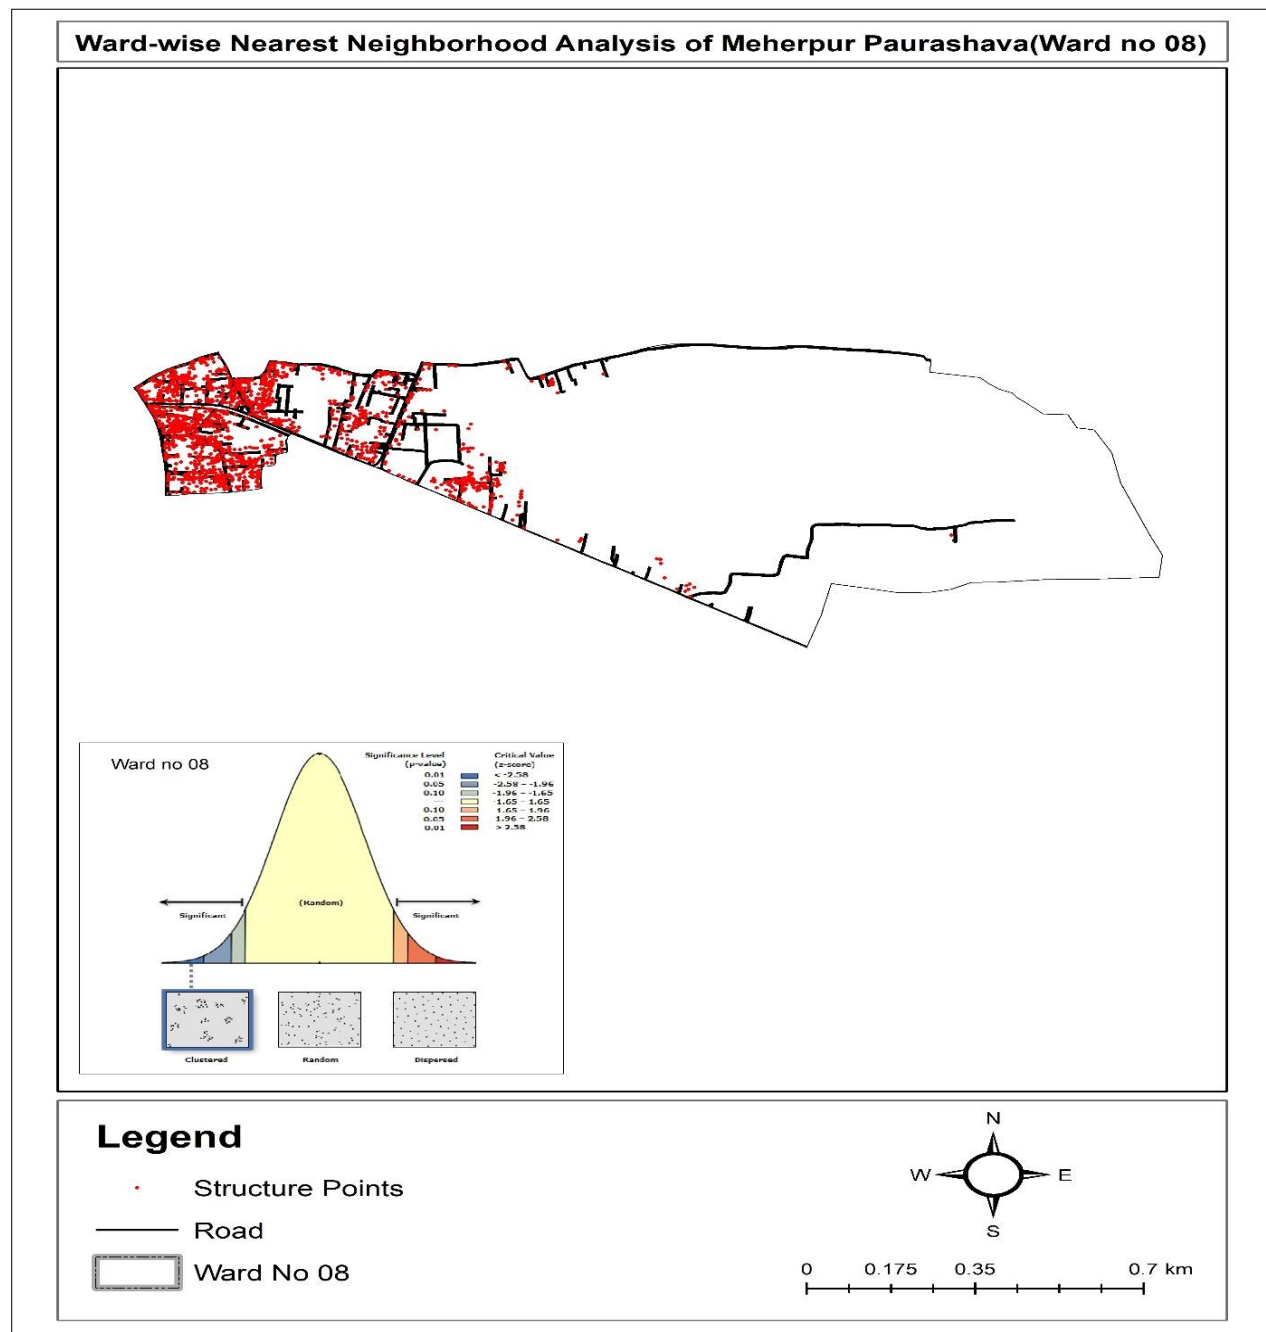 Ward-wise Nearest Neighborhood Analysis of Meherpur Paurashava(Ward no 08)
Ward no 08
Significance Level Critical Value
(p-value) (z-score)
0.01 < -2.58
0.05 -2.58 – -1.96
0.10 -1.96 – -1.65
— -1.65 – 1.65
0.10 1.65 – 1.96
0.05 1.96 – 2.58
0.01 > 2.58
(Random)
Significant Significant
Clustered Random Dispersed
Legend
Structure Points
Road
Ward No 08
N
W E
S
0 0.175 0.35 0.7 km